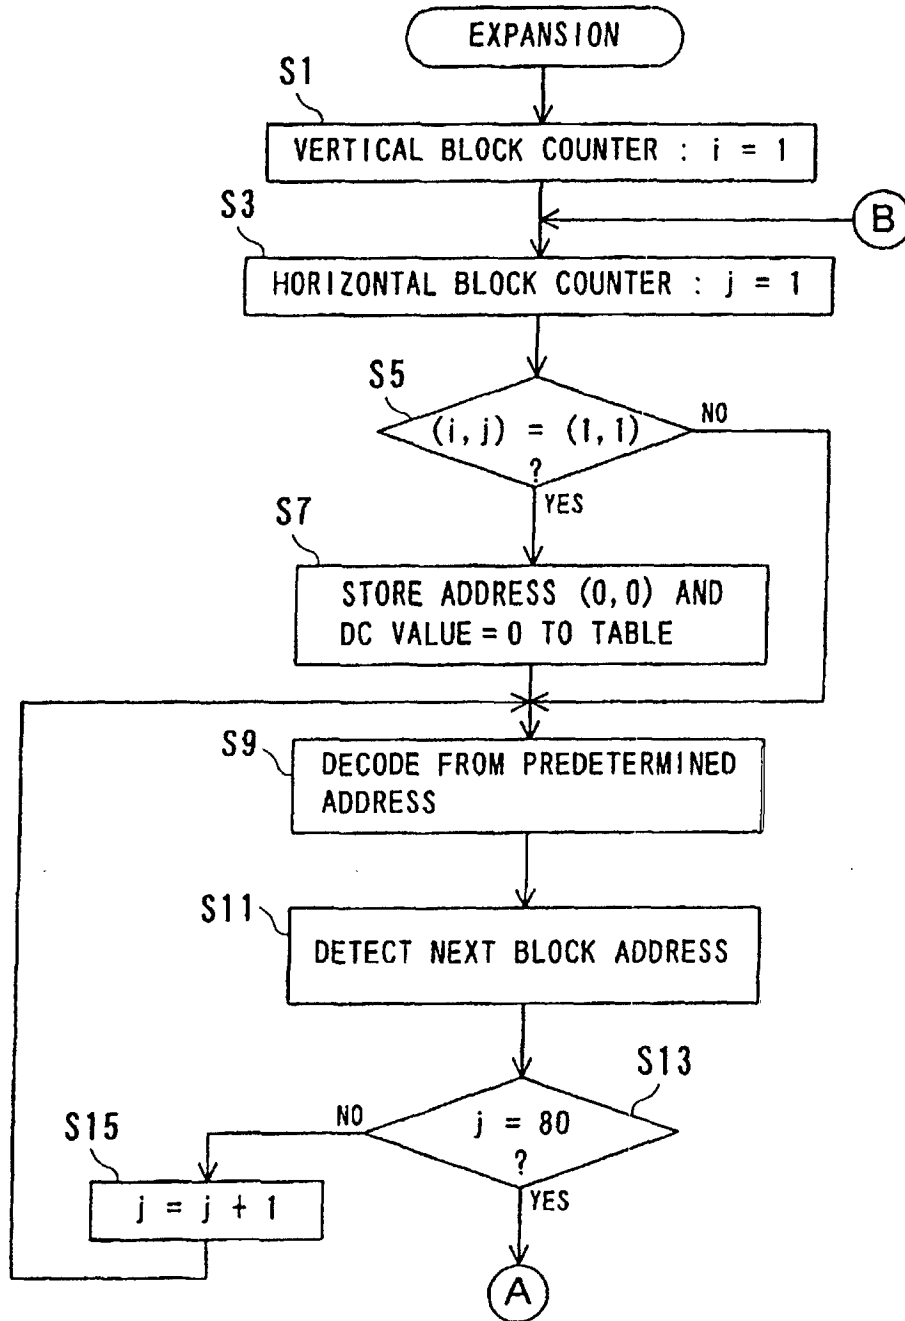 EXPANSION
S1
VERTICAL BLOCK COUNTER : i = 1
B
S3
HORIZONTAL BLOCK COUNTER : j = 1
S5
(i, j) = (1, 1)
?
NO
YES
S7
STORE ADDRESS (0, 0) AND
DC VALUE = 0 TO TABLE
S9
DECODE FROM PREDETERMINED
ADDRESS
S11
DETECT NEXT BLOCK ADDRESS
S13
j = 80
?
NO
YES
S15
j = j + 1
A